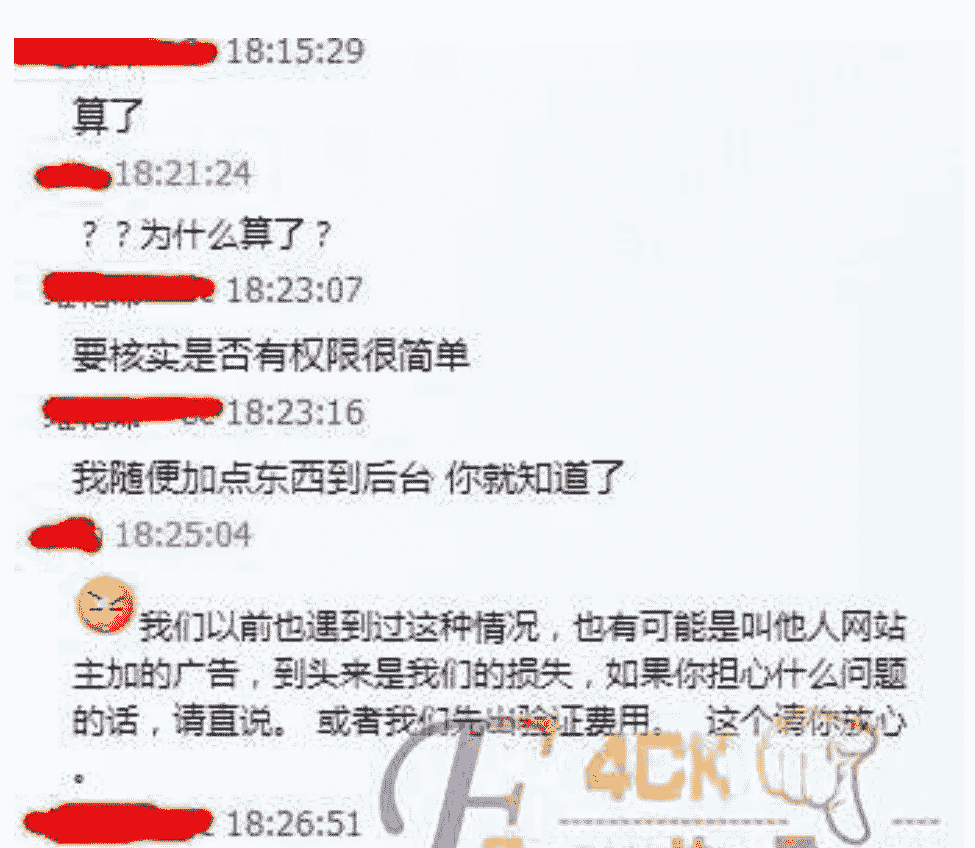 18:15:29
算了
18:21:24
？？为什么算了？
18:23:07
要核实是否有权限很简单
18:23:16
我随便加点东西到后台 你就知道了
18:25:04
我们以前也遇到过这种情况，也有可能是叫他人网站
主加的广告，到头来是我们的损失，如果你担心什么问题
的话，请直说。 或者我们先出验证费用。 这个请你放心
。
F4CK
18:26:51